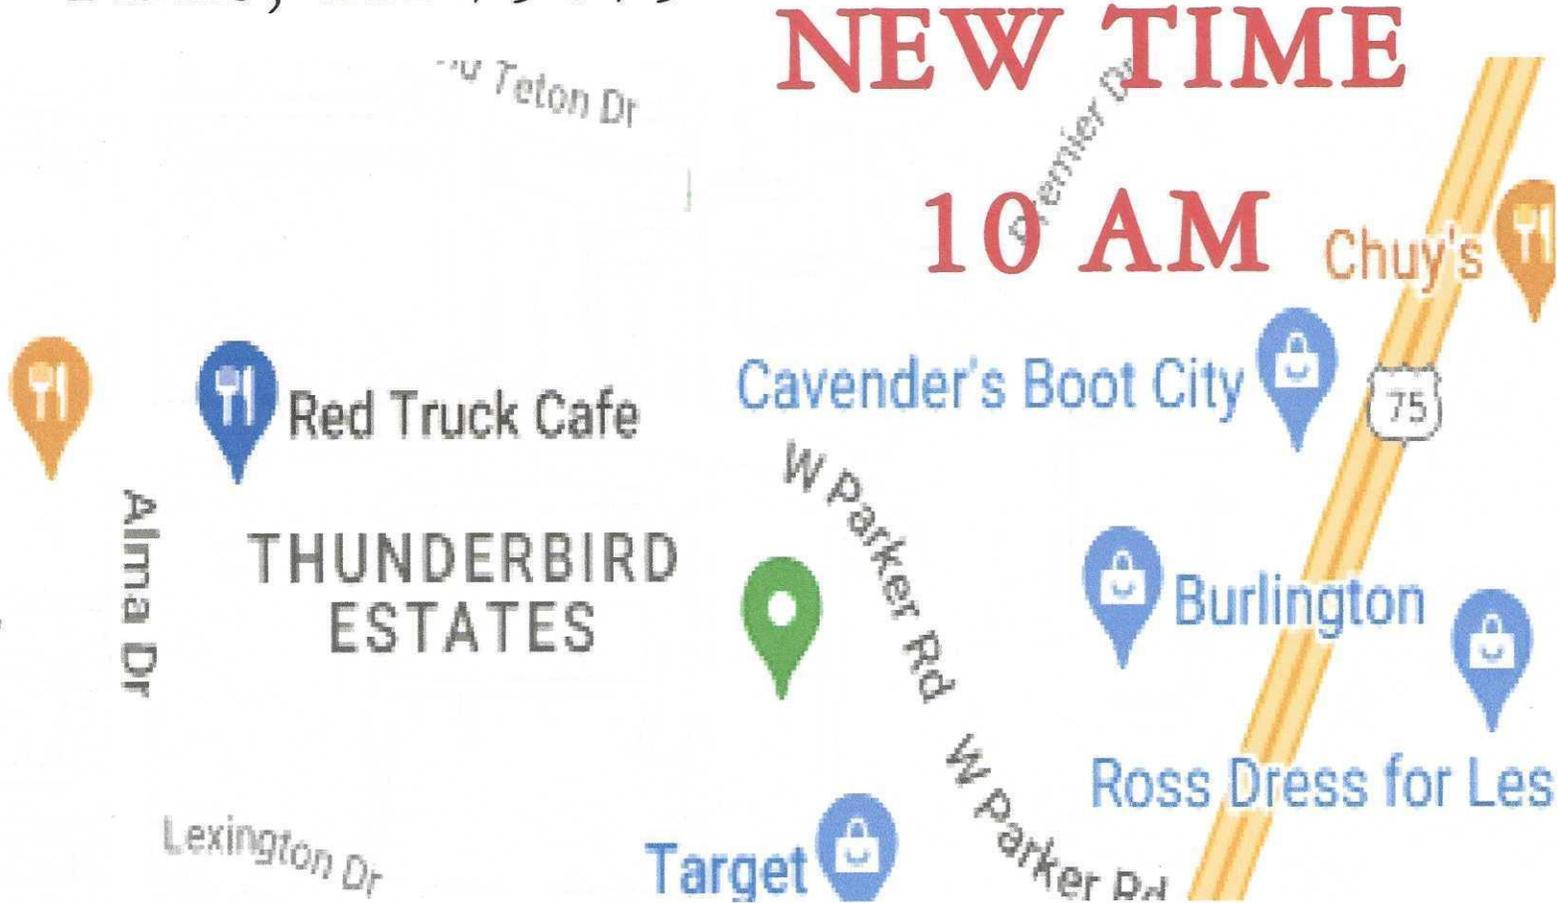 NEW TIME
Teton Dr
Premier Dr
10 AM
Chuy's
Cavender's Boot City
75
Red Truck Cafe
W Parker Rd
Alma Dr
THUNDERBIRD
ESTATES
Burlington
W Parker Rd
Ross Dress for Les
Lexington Dr
Target